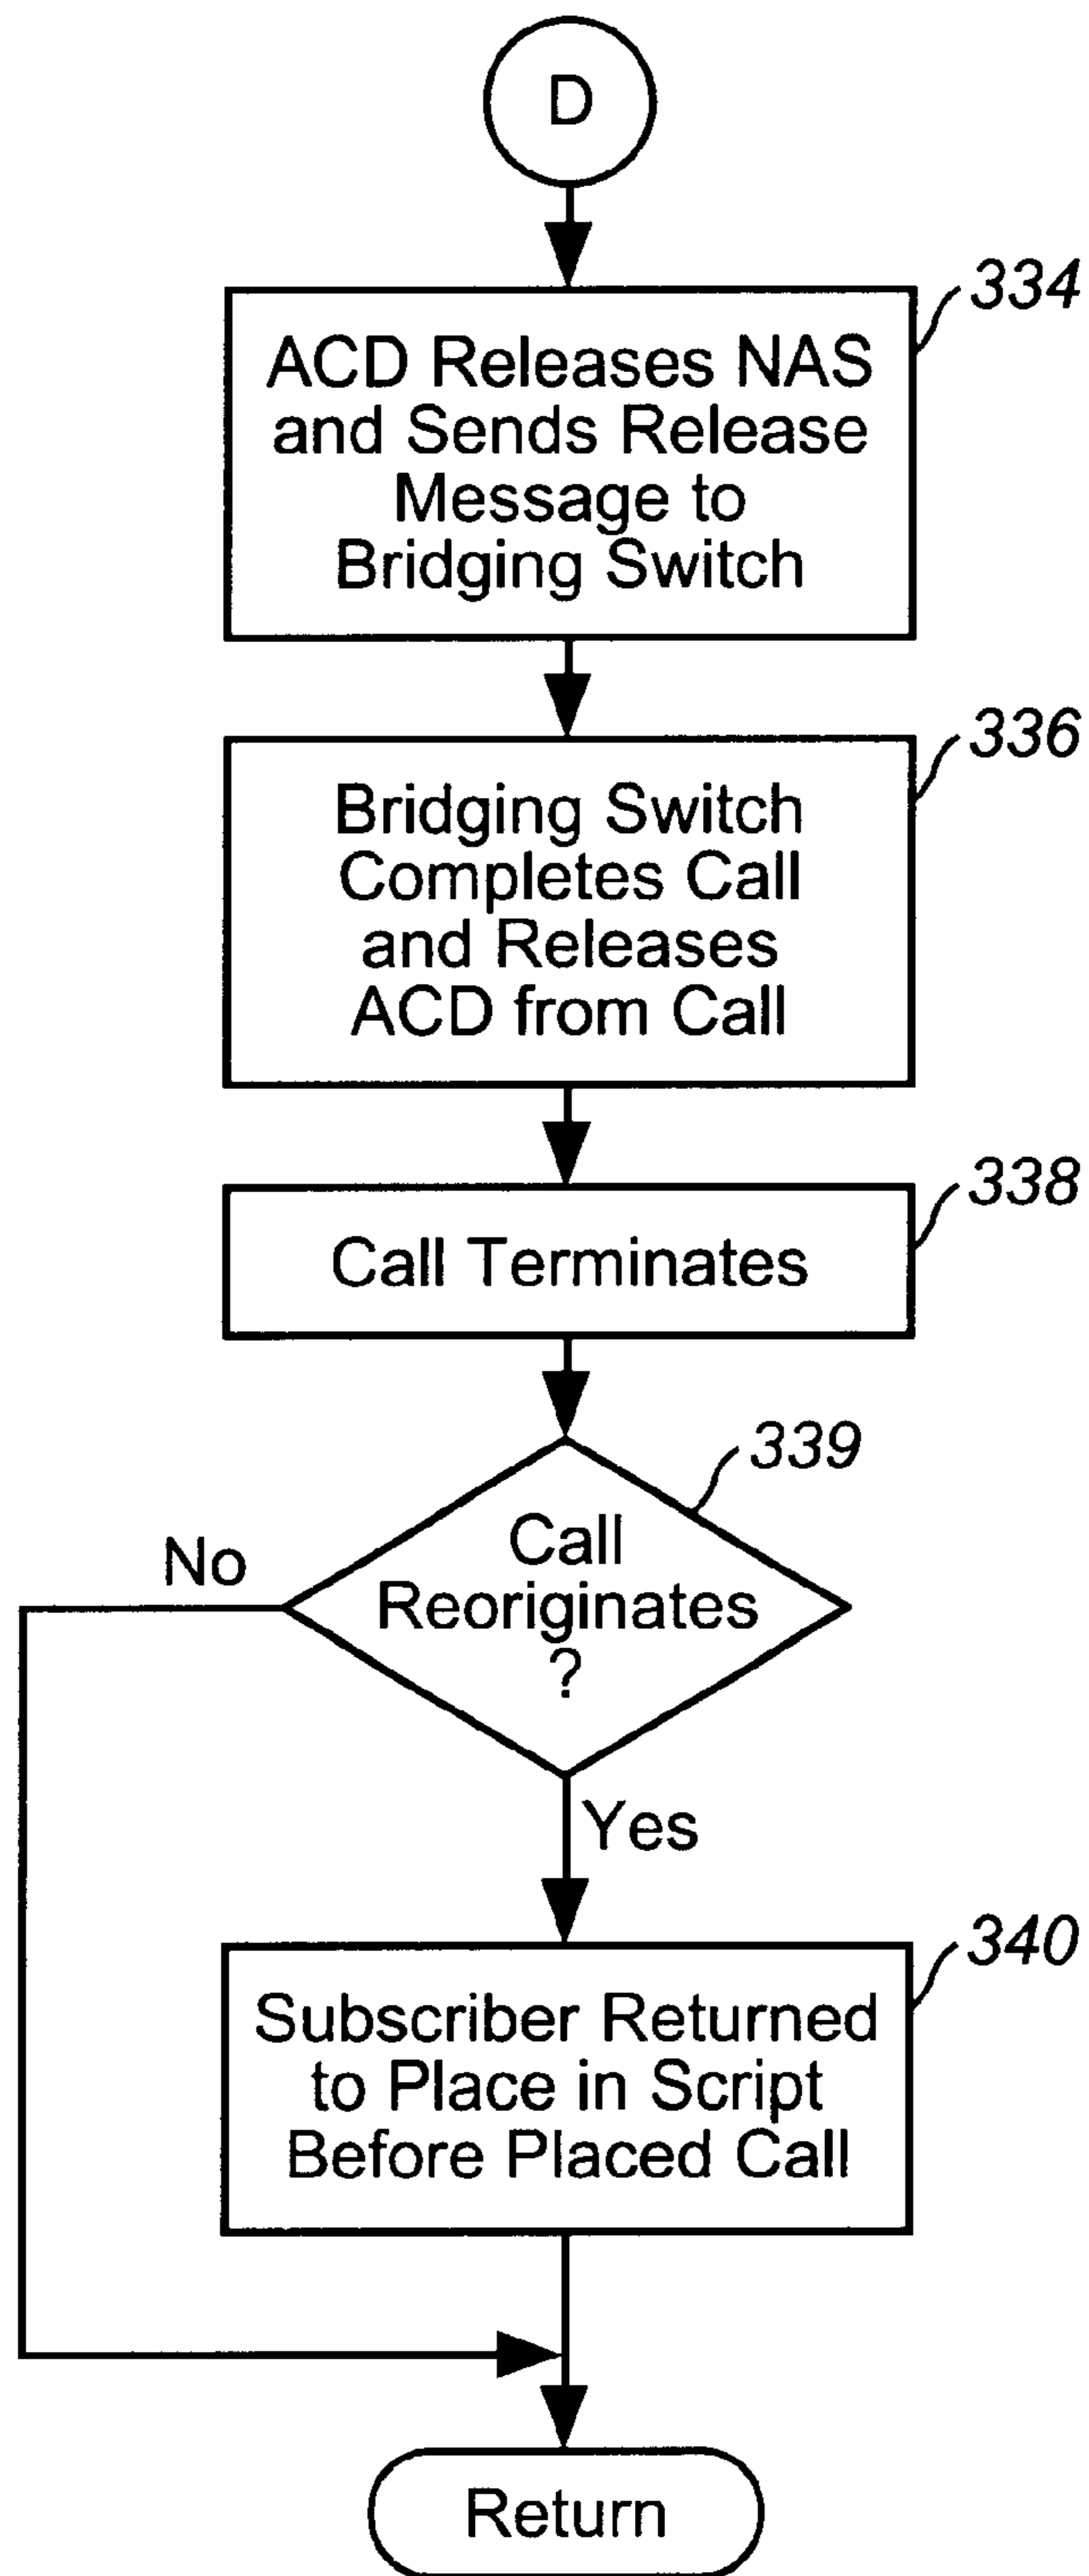 D
334
ACD Releases NAS
and Sends Release
Message to
Bridging Switch
336
Bridging Switch
Completes Call
and Releases
ACD from Call
338
Call Terminates
339
Call
Reoriginates
?
No
Yes
340
Subscriber Returned
to Place in Script
Before Placed Call
Return